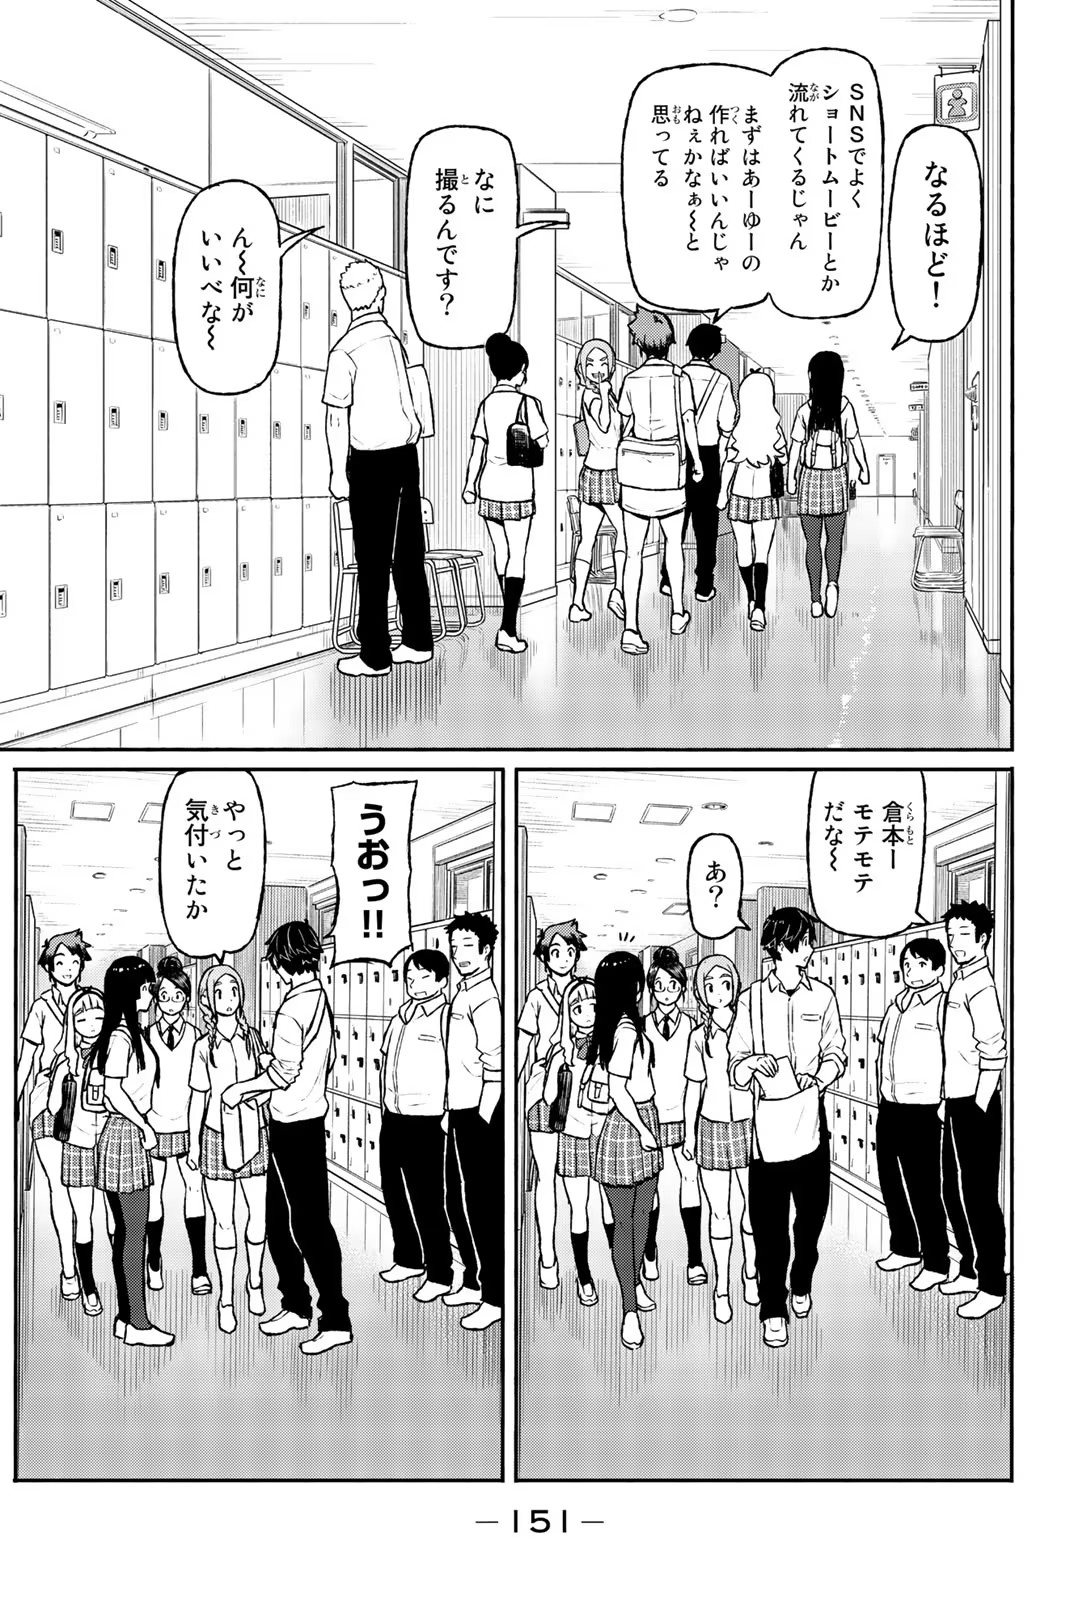 なるほど！
SNSでよく
ショートムービーとか
流れてくるじゃん
まずはあーゆーの
作ればいいんじゃ
ねぇかなぁ〜と
思ってる
なに
撮るんです？
ん〜何が
いいべな〜
倉本ー
モテモテ
だな〜
あ？
うおっ!!
やっと
気付いたか
— 151 —